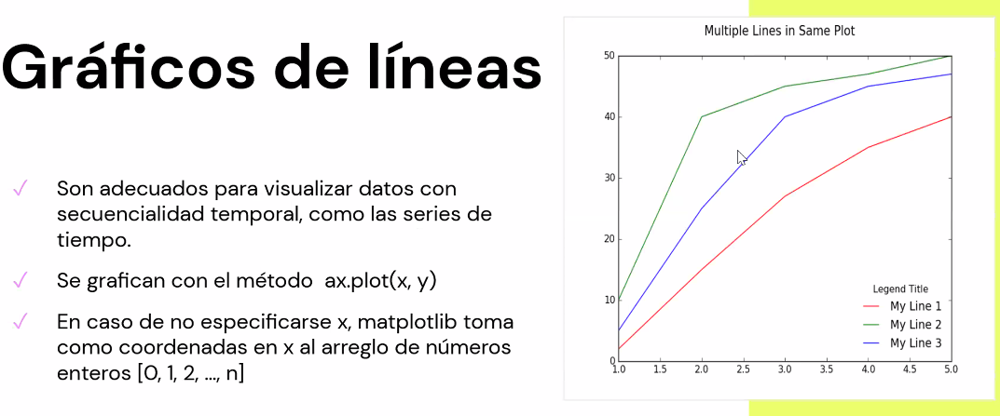 Gráficos de líneas
✓ Son adecuados para visualizar datos con
secuencialidad temporal, como las series de
tiempo.
✓ Se grafican con el método ax.plot(x, y)
✓ En caso de no especificarse x, matplotlib toma
como coordenadas en x al arreglo de números
enteros [0, 1, 2, ..., n]
Multiple Lines in Same Plot
50
40
30
20
10
0
1.0 1.5 2.0 2.5 3.0 3.5 4.0 4.5 5.0
Legend Title
My Line 1
My Line 2
My Line 3